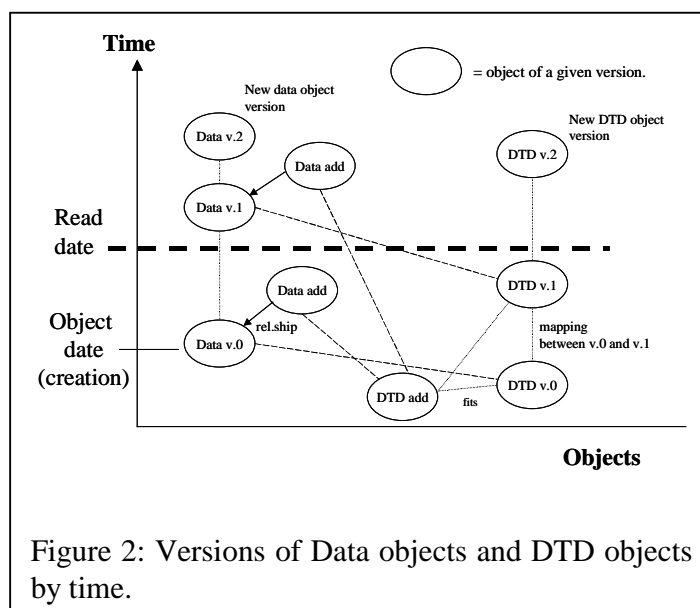 Time
= object of a given version.
New data object
version
New DTD object
version
Data v.2
DTD v.2
Data add
Data v.1
Read
date
DTD v.1
Data add
Object
date
(creation)
rel.ship
mapping
between v.0 and v.1
Data v.0
DTD v.0
DTD add
fits
Objects
Figure 2: Versions of Data objects and DTD objects
by time.